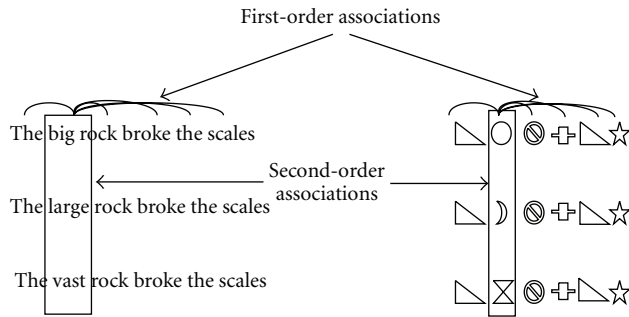 First-order associations
The big rock broke the scales
Second-order
associations
The large rock broke the scales
The vast rock broke the scales